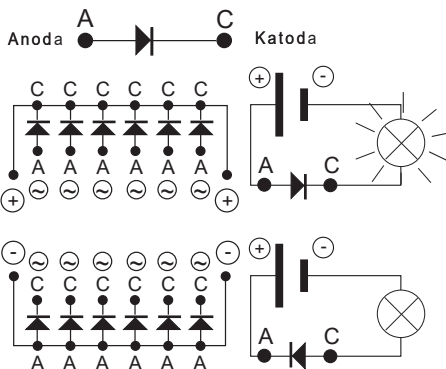 A C
Anoda Katoda
+ -
C C C C C C
A A A A A A
~ ~ ~ ~ ~ ~
+ +
A C
- -
~ ~ ~ ~ ~ ~
C C C C C C
A A A A A A
+ -
A C